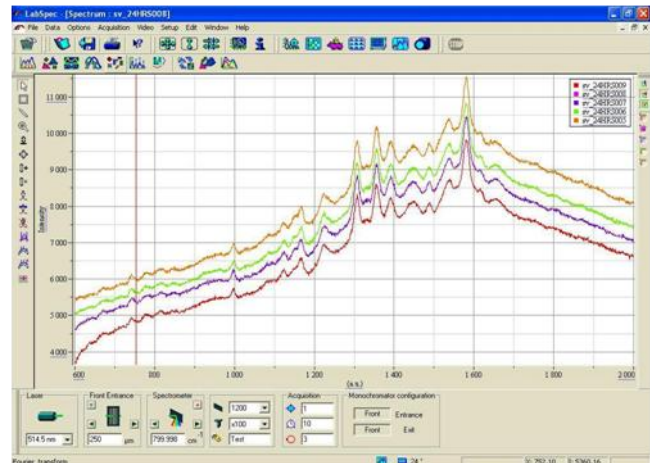 LabSpec - [Spectrum : sv_24HRS008]
File Data Options Acquisition Video Setup Edit Window Help
11 000
10 000
9 000
8 000
7 000
6 000
5 000
4 000
Intensity
sv_24HRS009
sv_24HRS008
sv_24HRS007
sv_24HRS006
sv_24HRS005
600 800 1 000 1 200 1 400 1 600 1 800 2 000
Laser
514.5 nm
Front Entrance
250 µm
Spectrometer
799.998 cm-1
1200
x100
Text
Acquisition
1
10
3
Monochromator configuration
Front Entrance
Front Exit
Fourier transform
24 °